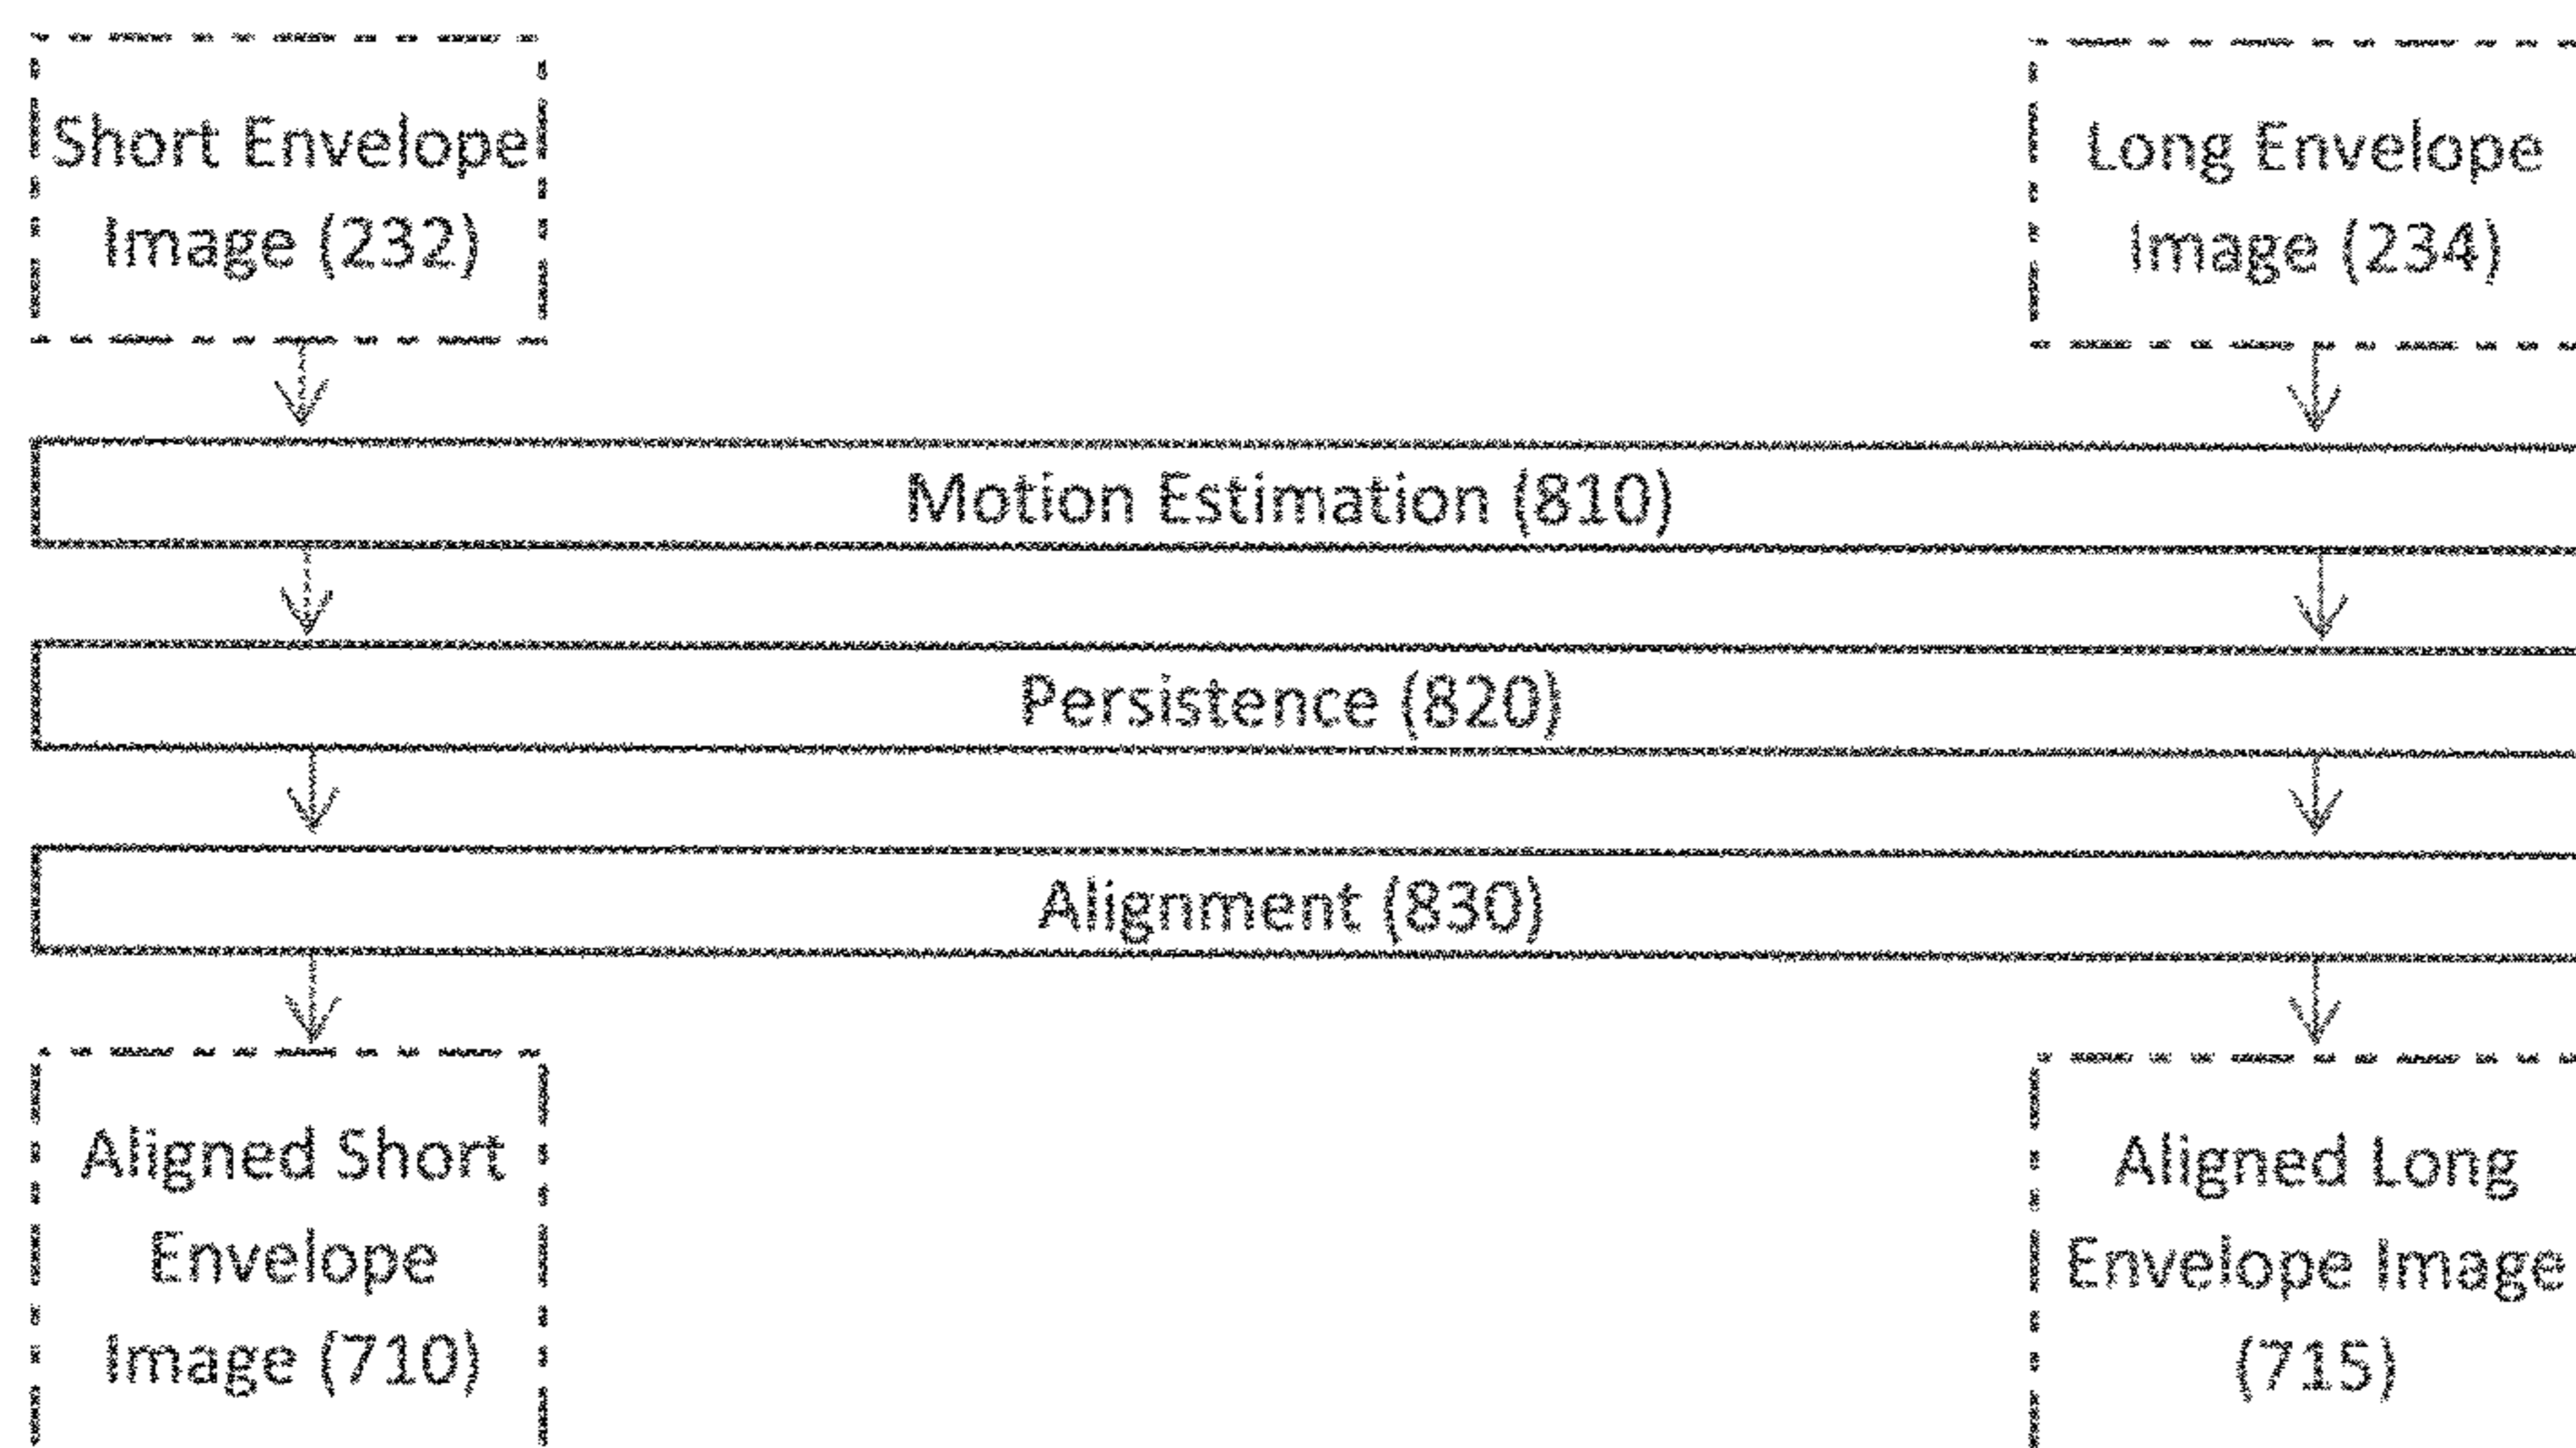 Short Envelope
Image (232)
Long Envelope
Image (234)
Motion Estimation (810)
Persistence (820)
Alignment (830)
Aligned Short
Envelope
Image (710)
Aligned Long
Envelope Image
(715)